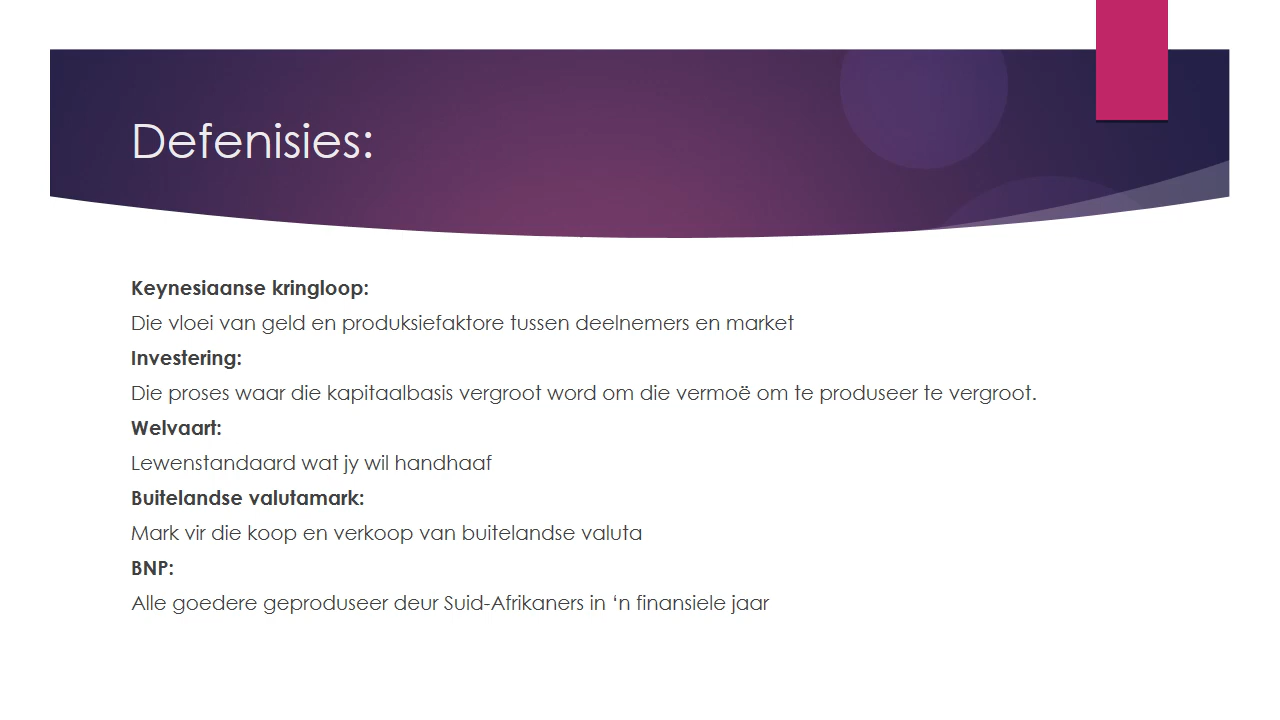 Defenisies:
Keynesiaanse kringloop:
Die vloei van geld en produksiefaktore tussen deelnemers en market
Investering:
Die proses waar die kapitaalbasis vergroot word om die vermoë om te produseer te vergroot.
Welvaart:
Lewenstandaard wat jy wil handhaaf
Buitelandse valutamark:
Mark vir die koop en verkoop van buitelandse valuta
BNP:
Alle goedere geproduseer deur Suid-Afrikaners in ‘n finansiele jaar